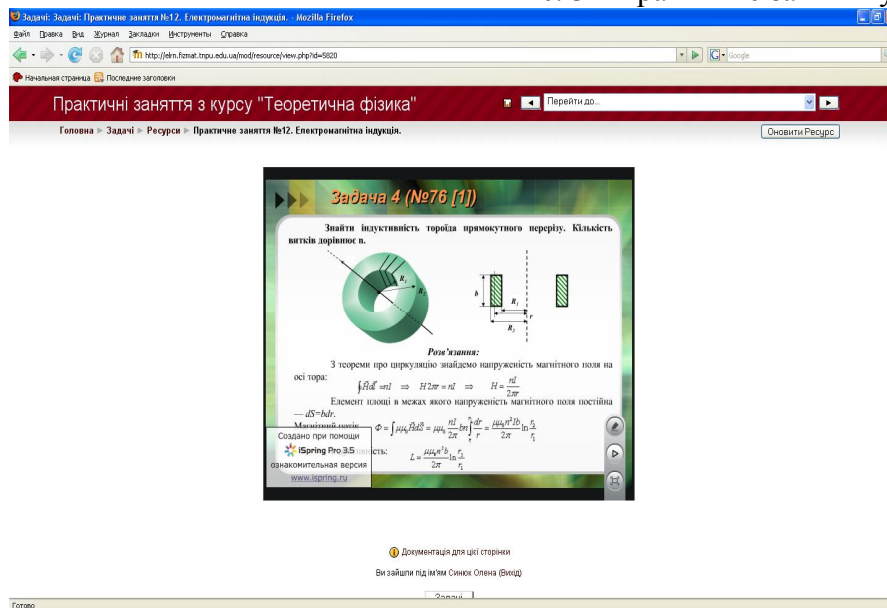 Задачі: Задачі: Практичне заняття №12. Електромагнітна індукція. - Mozilla Firefox
Файл Правка Вид Журнал Закладки Инструменты Справка
http://elrn.fizmat.tnpu.edu.ua/mod/resource/view.php?id=5820
Google
Начальная страница Последние заголовки
Практичні заняття з курсу "Теоретична фізика"
Перейти до...
Головна ► Задачі ► Ресурси ► Практичне заняття №12. Електромагнітна індукція.
Оновити Ресурс
Задача 4 (№76 [1])
Знайти індуктивність тороїда прямокутного перерізу. Кількість
витків дорівнює n.
R₁
R₂
b
R₁
r
R₂
Розв'язання:
З теореми про циркуляцію знайдемо напруженість магнітного поля на
осі тора:
∮H⃗dl⃗ = nI ⇒ H2πr = nI ⇒ H = nI/2πr
Елемент площі в межах якого напруженість магнітного поля постійна
— dS=bdr.
Магнітний потік Φ = ∫μμ₀H⃗dS⃗ = μμ₀ nI/2π bn ∫ dr/r = μμ₀n²Ib/2π ln r₂/r₁
Создано при помощи
iSpring Pro 3.5
ність: L = μμ₀n²b/2π ln r₂/r₁
ознакомительная версия
www.ispring.ru
Документація для цієї сторінки
Ви зайшли під ім'ям Синюк Олена (Вихід)
Задачі
Готово